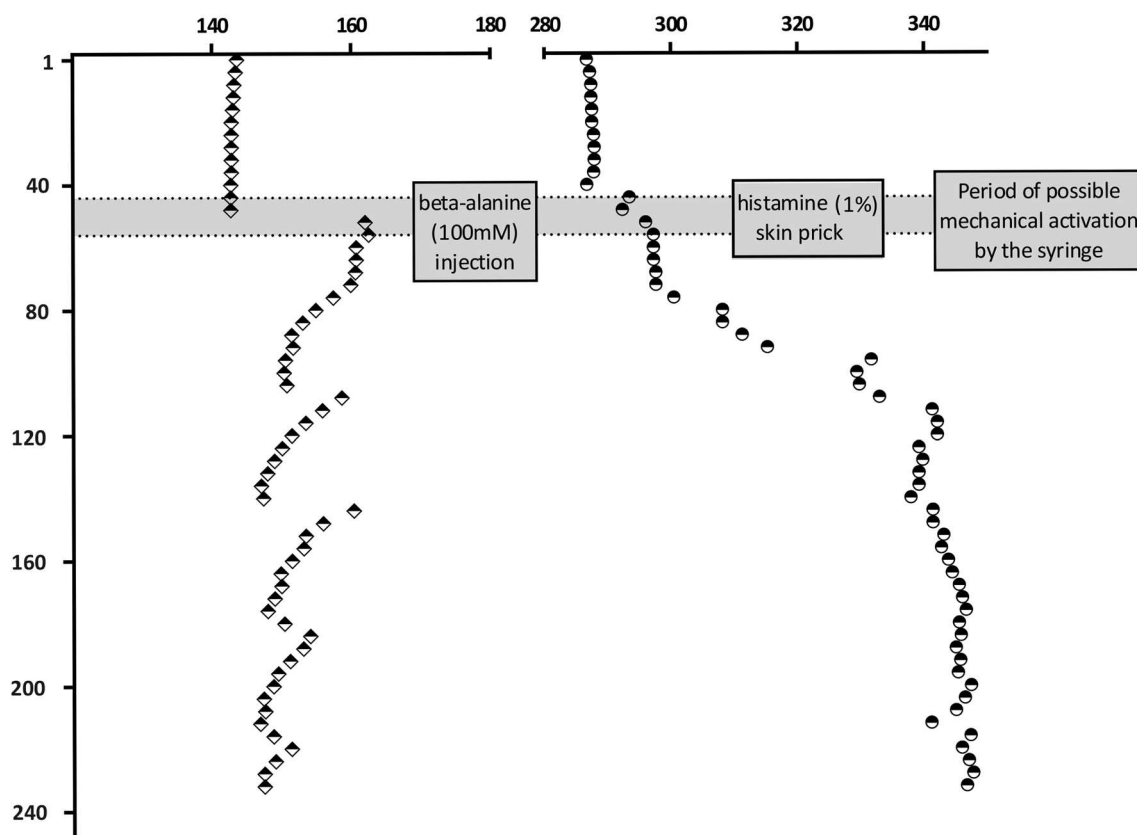 140 160 180 280 300 320 340
1
40
80
120
160
200
240
beta-alanine
(100mM)
injection
histamine (1%)
skin prick
Period of possible
mechanical activation
by the syringe